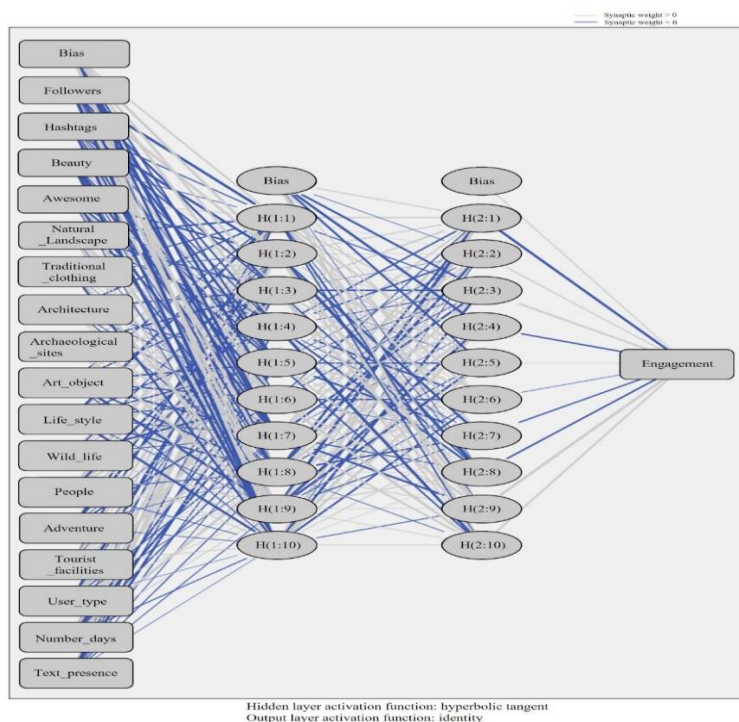 Synaptic weight > 0
Synaptic weight < 0
Bias
Followers
Hashtags
Beauty
Awesome
Natural
_Landscape
Traditional
_clothing
Architecture
Archaeological
_sites
Art_object
Life_style
Wild_life
People
Adventure
Tourist
_facilities
User_type
Number_days
Text_presence
Bias
H(1:1)
H(1:2)
H(1:3)
H(1:4)
H(1:5)
H(1:6)
H(1:7)
H(1:8)
H(1:9)
H(1:10)
Bias
H(2:1)
H(2:2)
H(2:3)
H(2:4)
H(2:5)
H(2:6)
H(2:7)
H(2:8)
H(2:9)
H(2:10)
Engagement
Hidden layer activation function: hyperbolic tangent
Output layer activation function: identity